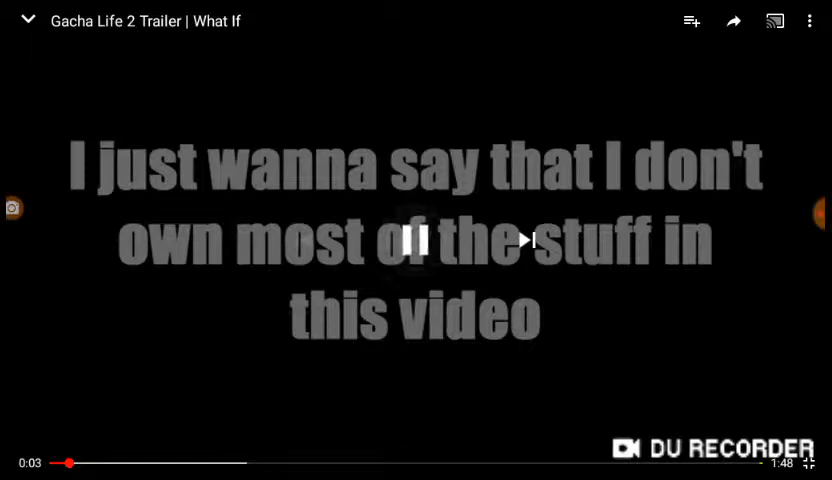 Gacha Life 2 Trailer | What If
I just wanna say that I don't
own most of the stuff in
this video
DU RECORDER
0:03
1:48